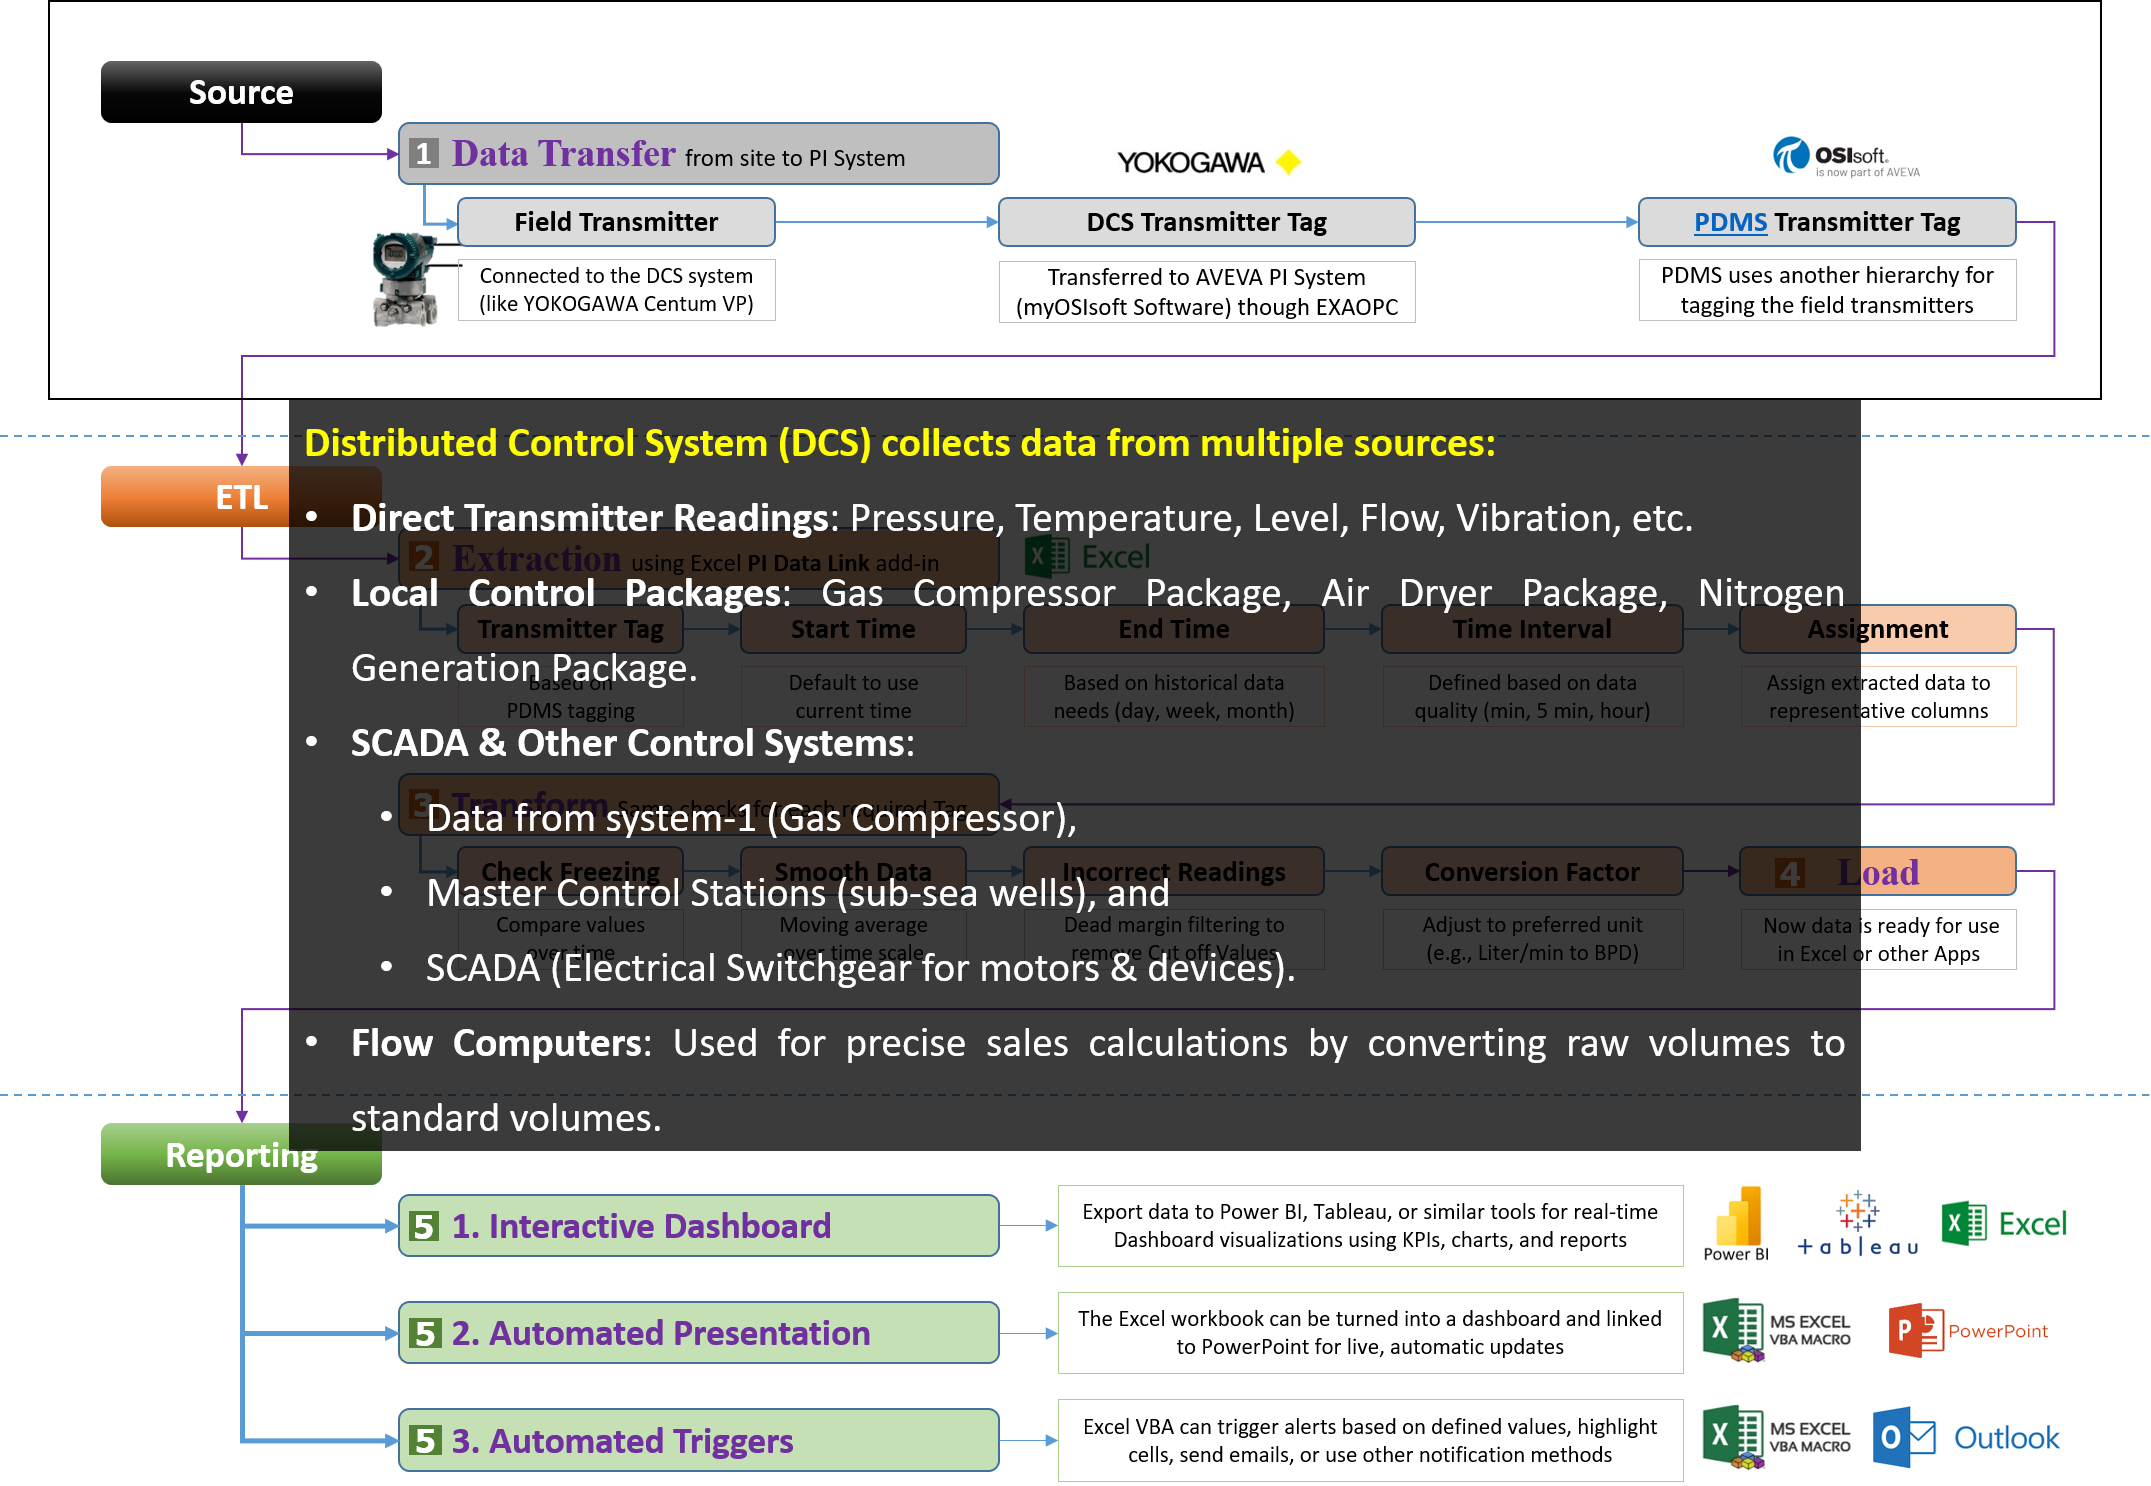 Source
1 Data Transfer from site to PI System
YOKOGAWA
OSIsoft.
is now part of AVEVA
Field Transmitter
DCS Transmitter Tag
PDMS Transmitter Tag
Connected to the DCS system
(like YOKOGAWA Centum VP)
Transferred to AVEVA PI System
(myOSIsoft Software) though EXAOPC
PDMS uses another hierarchy for
tagging the field transmitters
Distributed Control System (DCS) collects data from multiple sources:
• Direct Transmitter Readings: Pressure, Temperature, Level, Flow, Vibration, etc.
• Local Control Packages: Gas Compressor Package, Air Dryer Package, Nitrogen
Generation Package.
• SCADA & Other Control Systems:
• Data from system-1 (Gas Compressor),
• Master Control Stations (sub-sea wells), and
• SCADA (Electrical Switchgear for motors & devices).
• Flow Computers: Used for precise sales calculations by converting raw volumes to
standard volumes.
ETL
2 Extraction using Excel PI Data Link add-in
Excel
Transmitter Tag
Start Time
End Time
Time Interval
Assignment
Based on
PDMS tagging
Default to use
current time
Based on historical data
needs (day, week, month)
Defined based on data
quality (min, 5 min, hour)
Assign extracted data to
representative columns
3 Transform Same checks for each required Tag
Check Freezing
Smooth Data
Incorrect Readings
Conversion Factor
4 Load
Compare values
over time
Moving average
over time scale
Dead margin filtering to
remove Cut off Values
Adjust to preferred unit
(e.g., Liter/min to BPD)
Now data is ready for use
in Excel or other Apps
Reporting
5 1. Interactive Dashboard
Export data to Power BI, Tableau, or similar tools for real-time
Dashboard visualizations using KPIs, charts, and reports
Power BI
+ a b l e a u
Excel
5 2. Automated Presentation
The Excel workbook can be turned into a dashboard and linked
to PowerPoint for live, automatic updates
MS EXCEL
VBA MACRO
PowerPoint
5 3. Automated Triggers
Excel VBA can trigger alerts based on defined values, highlight
cells, send emails, or use other notification methods
MS EXCEL
VBA MACRO
Outlook